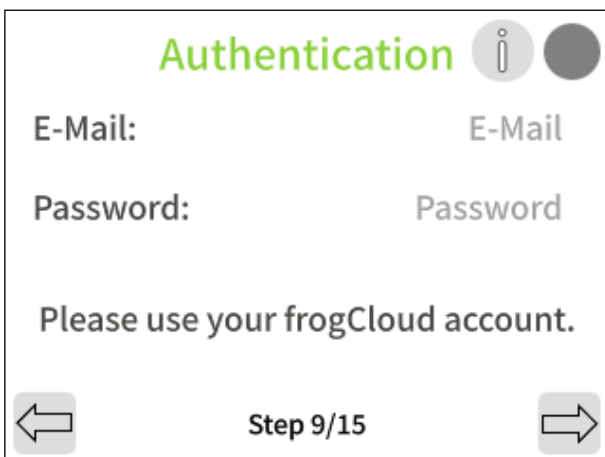 Authentication i
E-Mail: E-Mail
Password: Password
Please use your frogCloud account.
Step 9/15